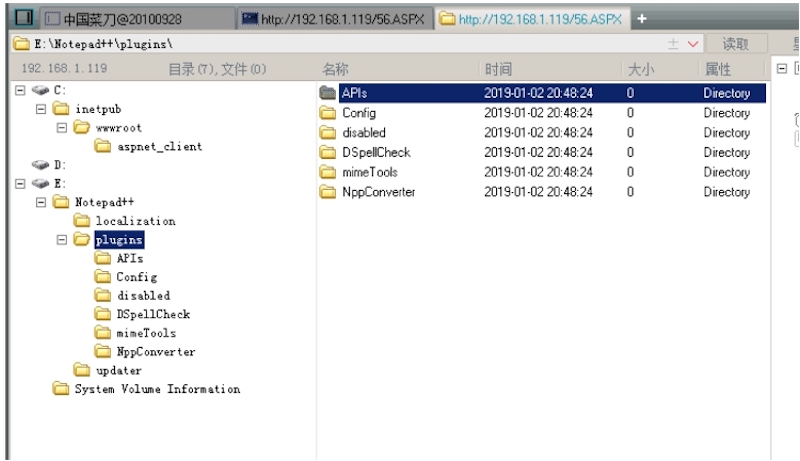 中国菜刀@20100928 http://192.168.1.119/56.ASPX http://192.168.1.119/56.ASPX +
E:\Notepad++\plugins\ 读取
192.168.1.119 目录(7),文件(0) 名称 时间 大小 属性
C:
inetpub
wwwroot
aspnet_client
D:
E:
Notepad++
localization
plugins
APIs
Config
disabled
DSpellCheck
mimeTools
NppConverter
updater
System Volume Information
APIs 2019-01-02 20:48:24 0 Directory
Config 2019-01-02 20:48:24 0 Directory
disabled 2019-01-02 20:48:24 0 Directory
DSpellCheck 2019-01-02 20:48:24 0 Directory
mimeTools 2019-01-02 20:48:24 0 Directory
NppConverter 2019-01-02 20:48:24 0 Directory